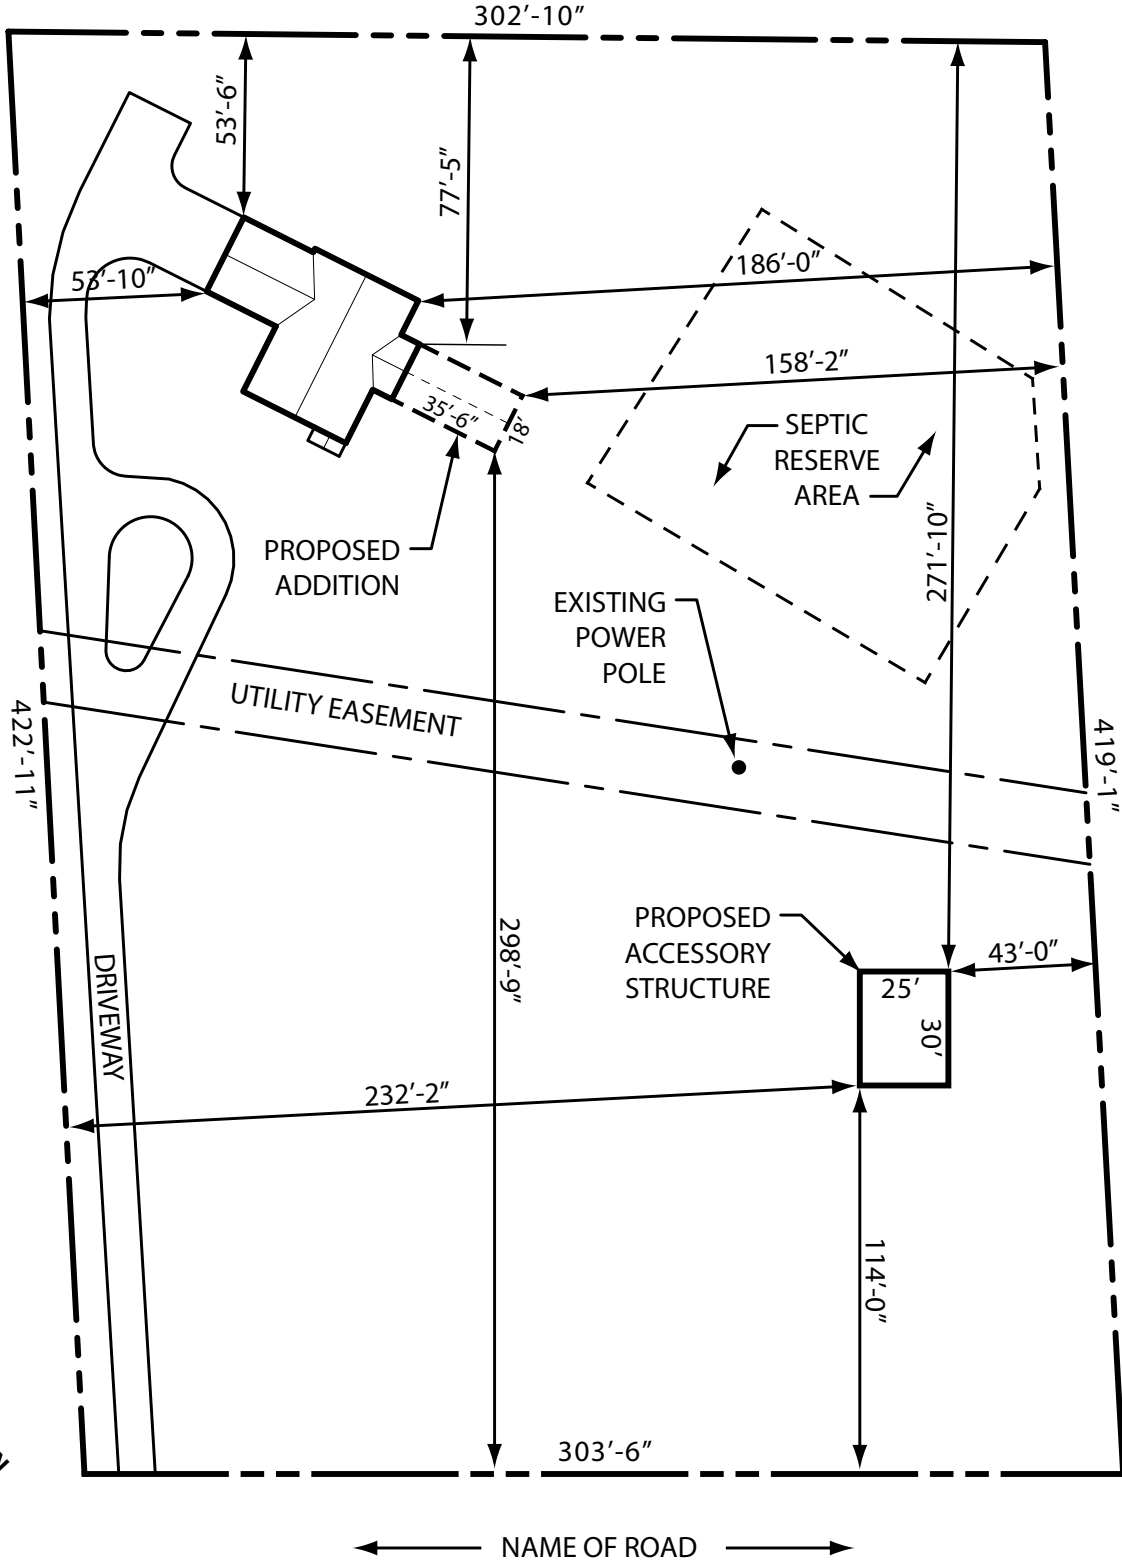 302'-10"
53'-6"
77'-5"
53'-10"
186'-0"
158'-2"
35'-6"
18'
SEPTIC
RESERVE
AREA
271'-10"
PROPOSED
ADDITION
EXISTING
POWER
POLE
UTILITY EASEMENT
422'-11"
419'-1"
298'-9"
PROPOSED
ACCESSORY
STRUCTURE
43'-0"
25'
30'
DRIVEWAY
232'-2"
114'-0"
303'-6"
N
NAME OF ROAD